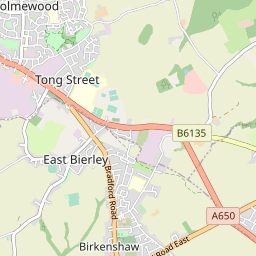 olmewood
Tong Street
B6135
East Bierley
Bradford Road
A650
Birkenshaw
Road East